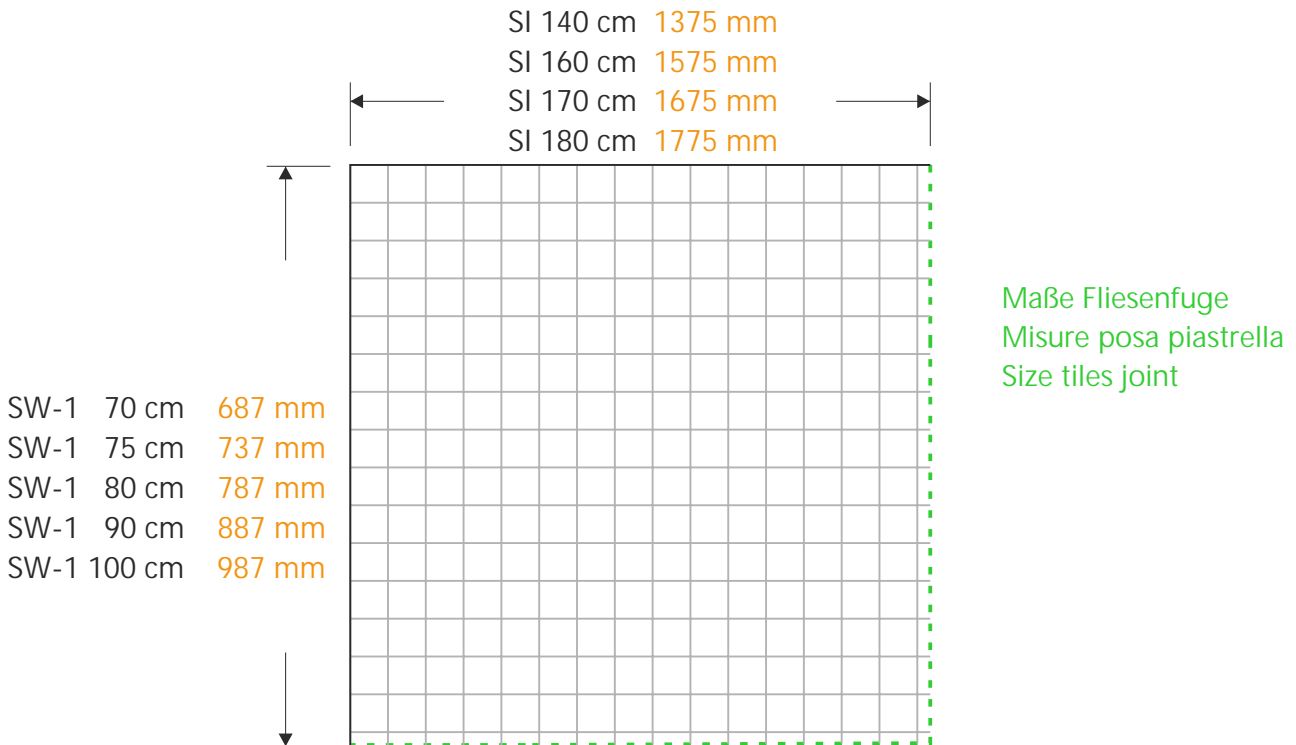 SI 140 cm 1375 mm
SI 160 cm 1575 mm
SI 170 cm 1675 mm
SI 180 cm 1775 mm
Maße Fliesenfuge
Misure posa piastrella
Size tiles joint
SW-1 70 cm 687 mm
SW-1 75 cm 737 mm
SW-1 80 cm 787 mm
SW-1 90 cm 887 mm
SW-1 100 cm 987 mm